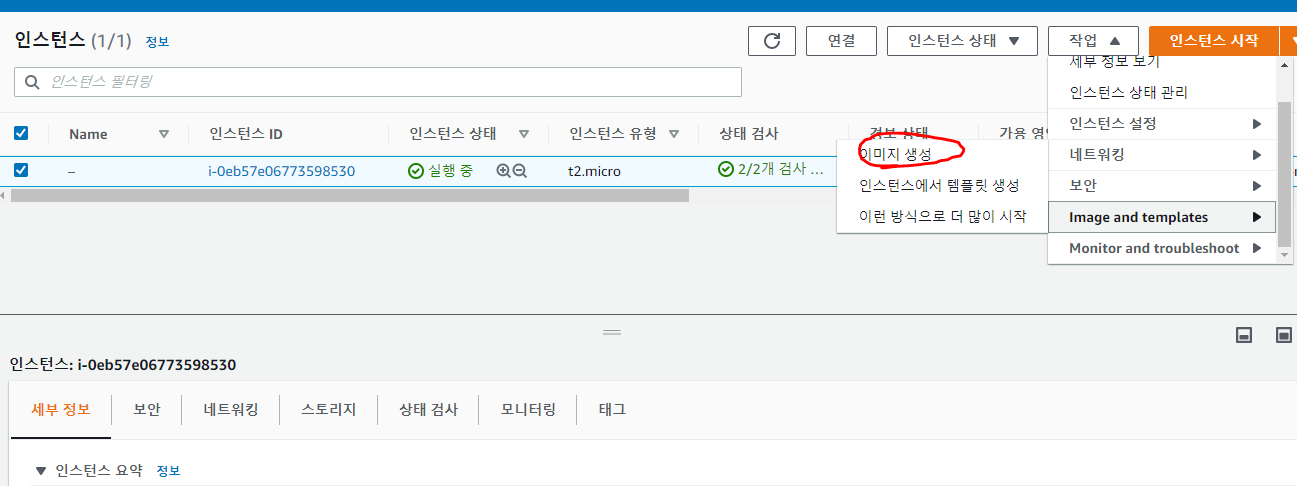 인스턴스 (1/1) 정보
연결
인스턴스 상태
작업
인스턴스 시작
인스턴스 필터링
세부 정보 보기
인스턴스 상태 관리
인스턴스 설정
네트워킹
보안
Image and templates
Monitor and troubleshoot
이미지 생성
인스턴스에서 템플릿 생성
이런 방식으로 더 많이 시작
Name 인스턴스 ID 인스턴스 상태 인스턴스 유형 상태 검사 경보 상태 가용 영
– i-0eb57e06773598530 실행 중 t2.micro 2/2개 검사 ...
인스턴스: i-0eb57e06773598530
세부 정보 보안 네트워킹 스토리지 상태 검사 모니터링 태그
인스턴스 요약 정보